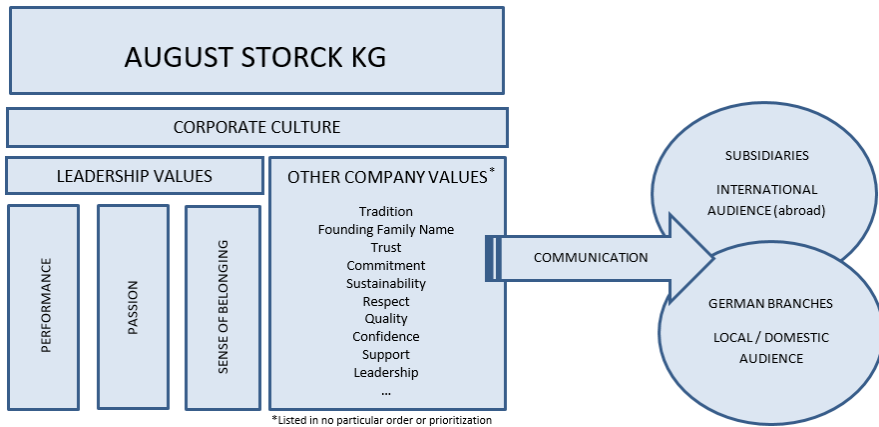 AUGUST STORCK KG
CORPORATE CULTURE
LEADERSHIP VALUES
PERFORMANCE
PASSION
SENSE OF BELONGING
OTHER COMPANY VALUES*
Tradition
Founding Family Name
Trust
Commitment
Sustainability
Respect
Quality
Confidence
Support
Leadership
...
*Listed in no particular order or prioritization
COMMUNICATION
SUBSIDIARIES
INTERNATIONAL
AUDIENCE (abroad)
GERMAN BRANCHES
LOCAL / DOMESTIC
AUDIENCE